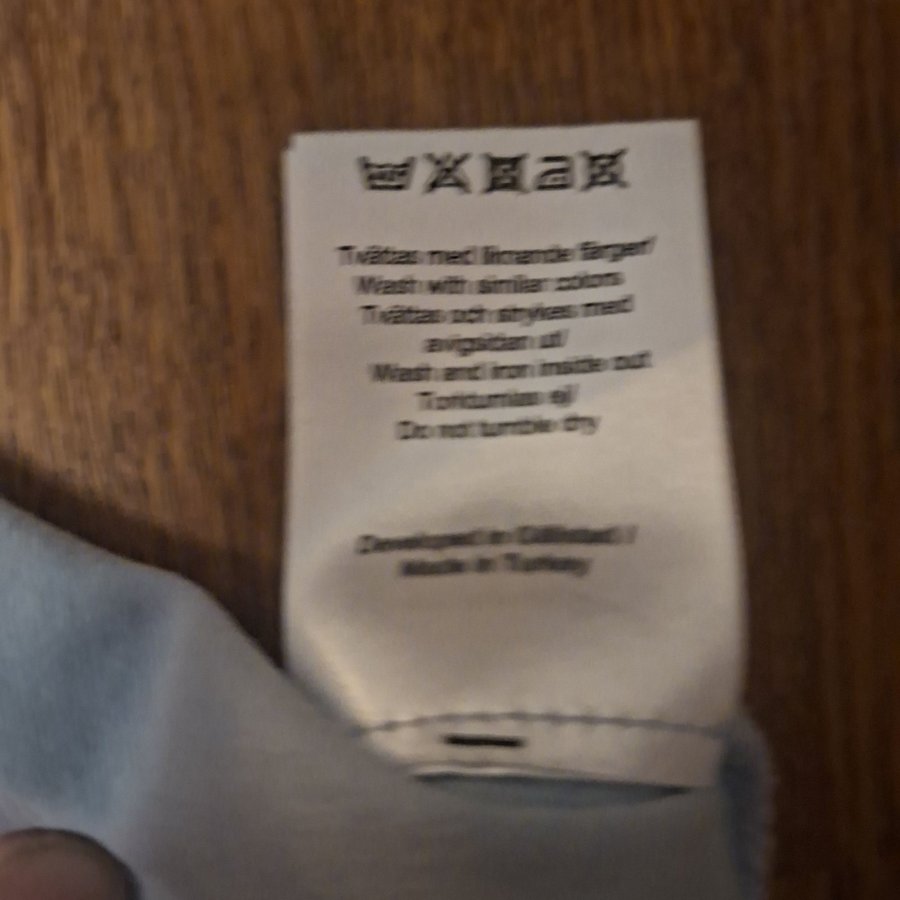 Tvättas med liknande färger/
Wash with similar colors
Tvättas och strykes med
avigsidan ut/
Wash and iron inside out
Torktumlas ej/
Do not tumble dry
Developed in Gällstad /
Made in Turkey